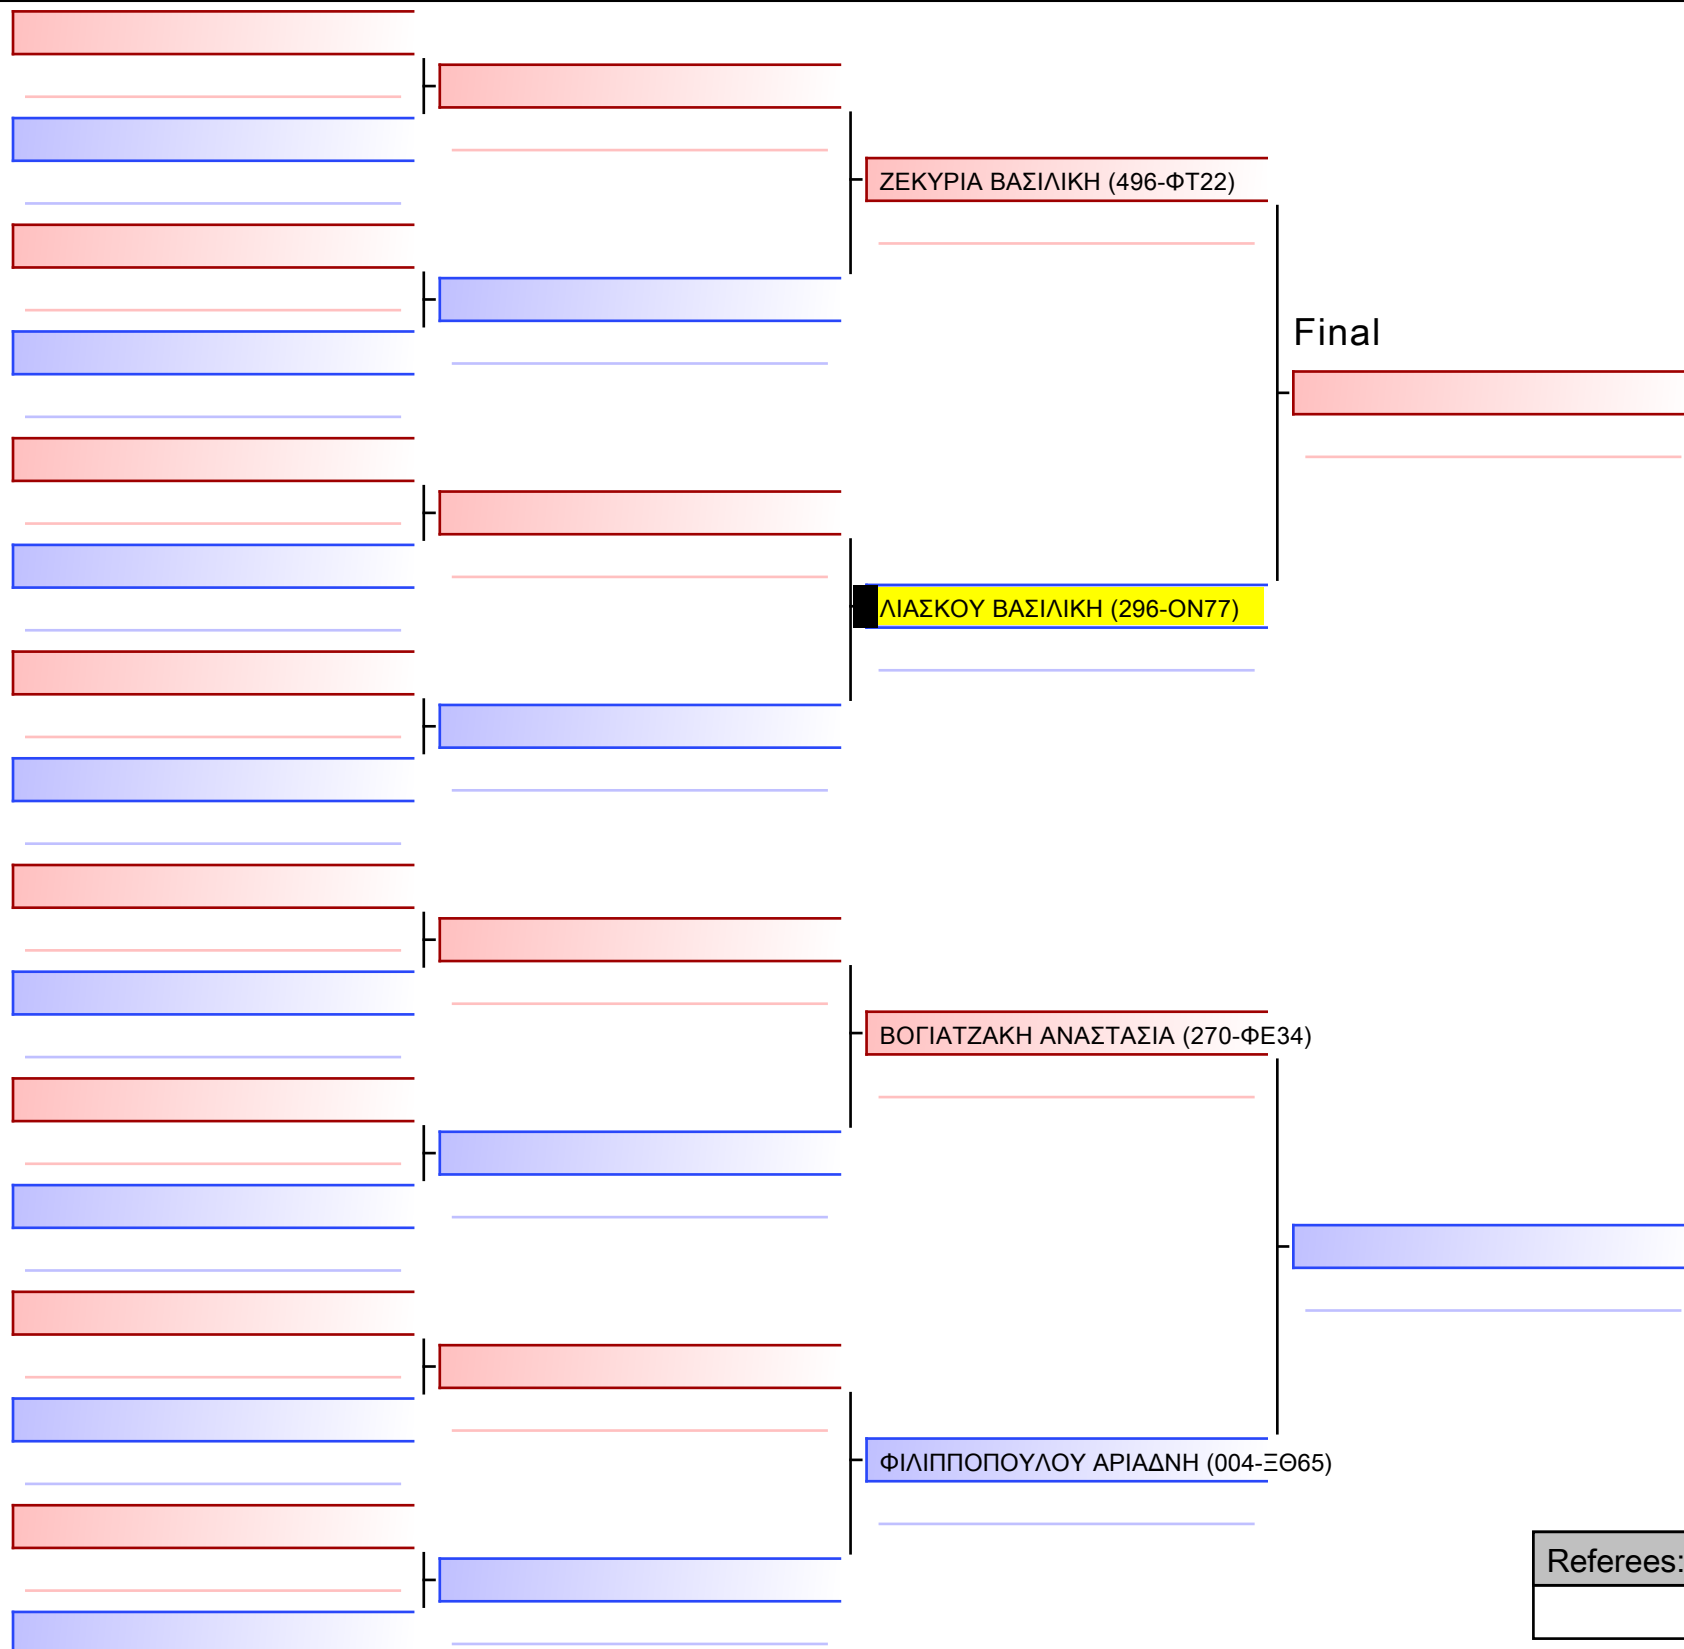 ΖΕΚΥΡΙΑ ΒΑΣΙΛΙΚΗ (496-ΦΤ22)
Final
ΛΙΑΣΚΟΥ ΒΑΣΙΛΙΚΗ (296-ΟΝ77)
ΒΟΓΙΑΤΖΑΚΗ ΑΝΑΣΤΑΣΙΑ (270-ΦΕ34)
ΦΙΛΙΠΠΟΠΟΥΛΟΥ ΑΡΙΑΔΝΗ (004-ΞΘ65)
Referees: